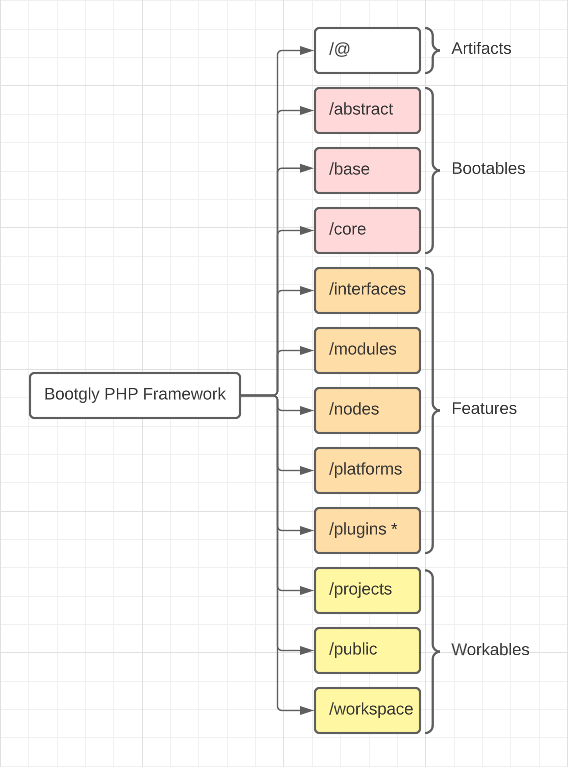 /@
Artifacts
/abstract
/base
Bootables
/core
/interfaces
/modules
Bootgly PHP Framework
/nodes
Features
/platforms
/plugins *
/projects
/public
Workables
/workspace